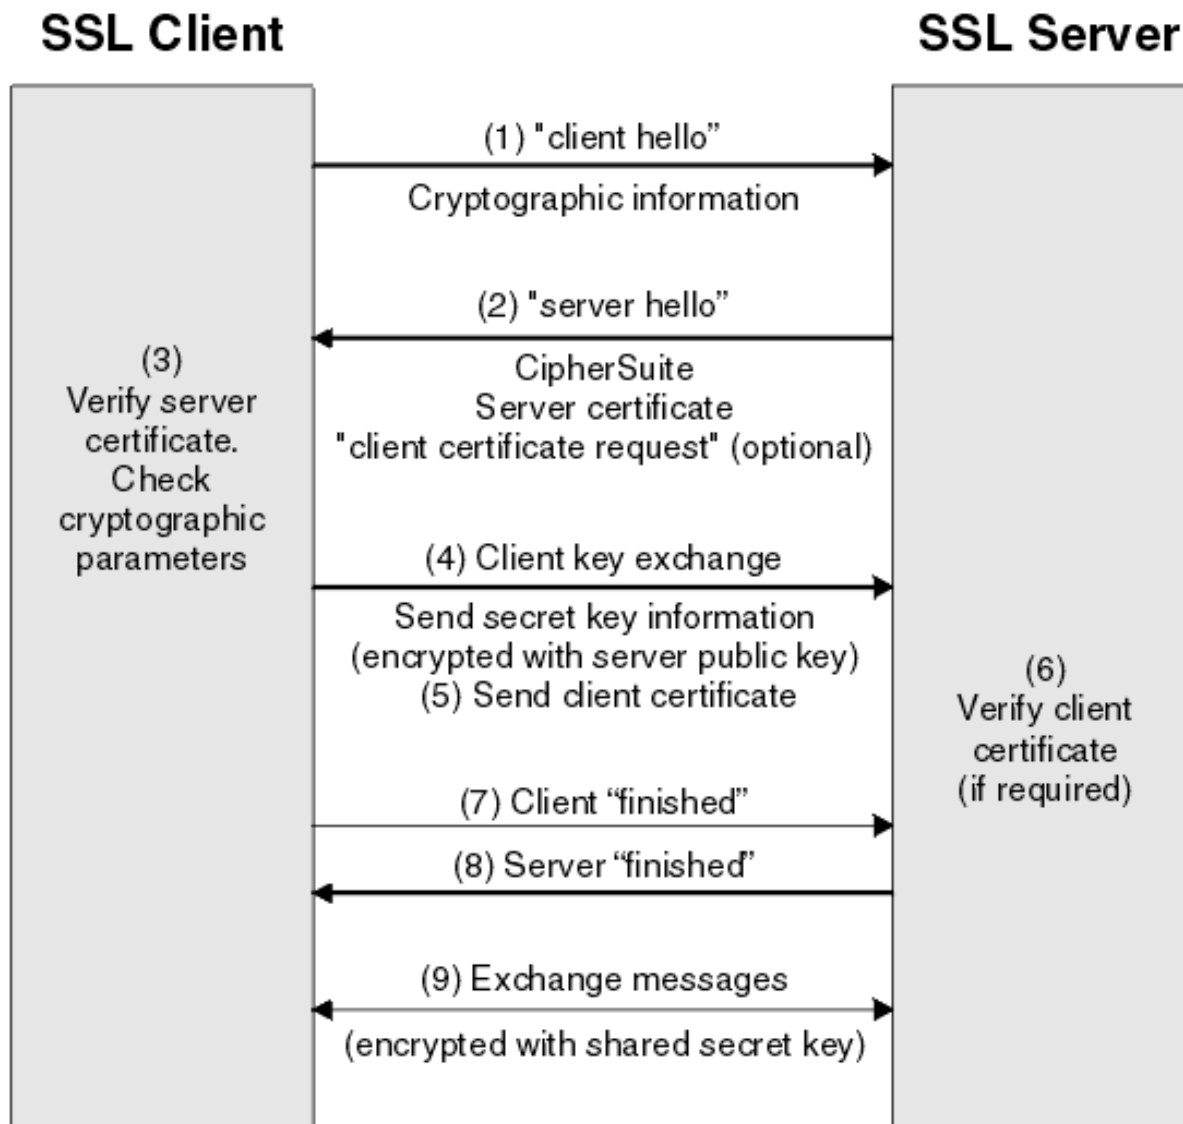 SSL Client
SSL Server
(1) "client hello”
Cryptographic information
(2) "server hello”
CipherSuite
Server certificate
"client certificate request" (optional)
(3)
Verify server
certificate.
Check
cryptographic
parameters
(4) Client key exchange
Send secret key information
(encrypted with server public key)
(5) Send client certificate
(6)
Verify client
certificate
(if required)
(7) Client “finished”
(8) Server “finished”
(9) Exchange messages
(encrypted with shared secret key)